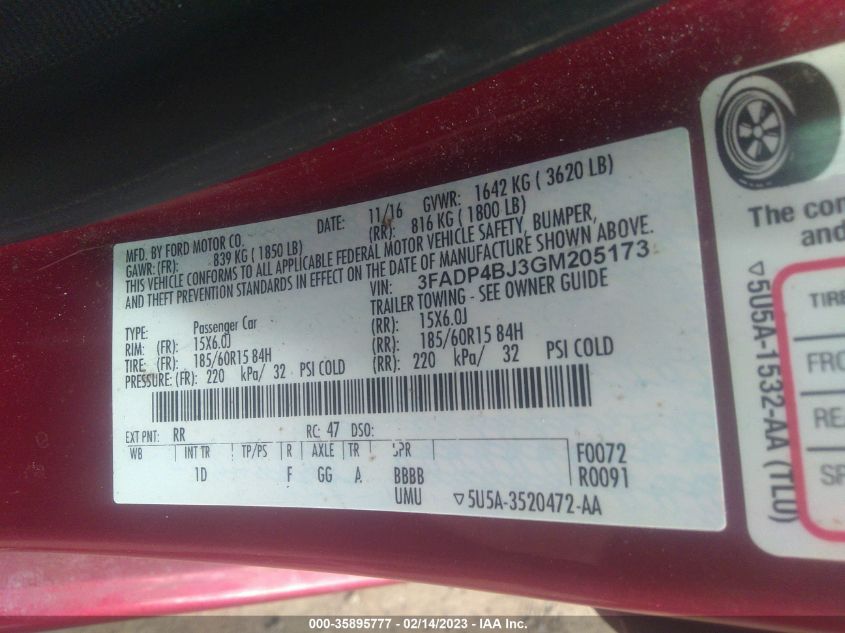 MFD. BY FORD MOTOR CO. DATE: 11/16 GVWR: 1642 KG ( 3620 LB)
GAWR: (FR): 839 KG ( 1850 LB) (RR): 816 KG ( 1800 LB)
THIS VEHICLE CONFORMS TO ALL APPLICABLE FEDERAL MOTOR VEHICLE SAFETY, BUMPER,
AND THEFT PREVENTION STANDARDS IN EFFECT ON THE DATE OF MANUFACTURE SHOWN ABOVE.
VIN: 3FADP4BJ3GM205173
TYPE: Passenger Car TRAILER TOWING - SEE OWNER GUIDE
RIM: (FR): 15X6.0J (RR): 15X6.0J
TIRE: (FR): 185/60R15 84H (RR): 185/60R15 84H
PRESSURE: (FR): 220 kPa/ 32 PSI COLD (RR): 220 kPa/ 32 PSI COLD
EXT PNT: RR RC: 47 DSO:
WB INT TR TP/PS R AXLE TR SPR F0072
1D F GG A BBBB R0091
UMU ▽5U5A-3520472-AA
The con
and
▽5U5A-1532-AA (TL0)
TIRE
FRO
REA
SP
000-35895777 - 02/14/2023 - IAA Inc.